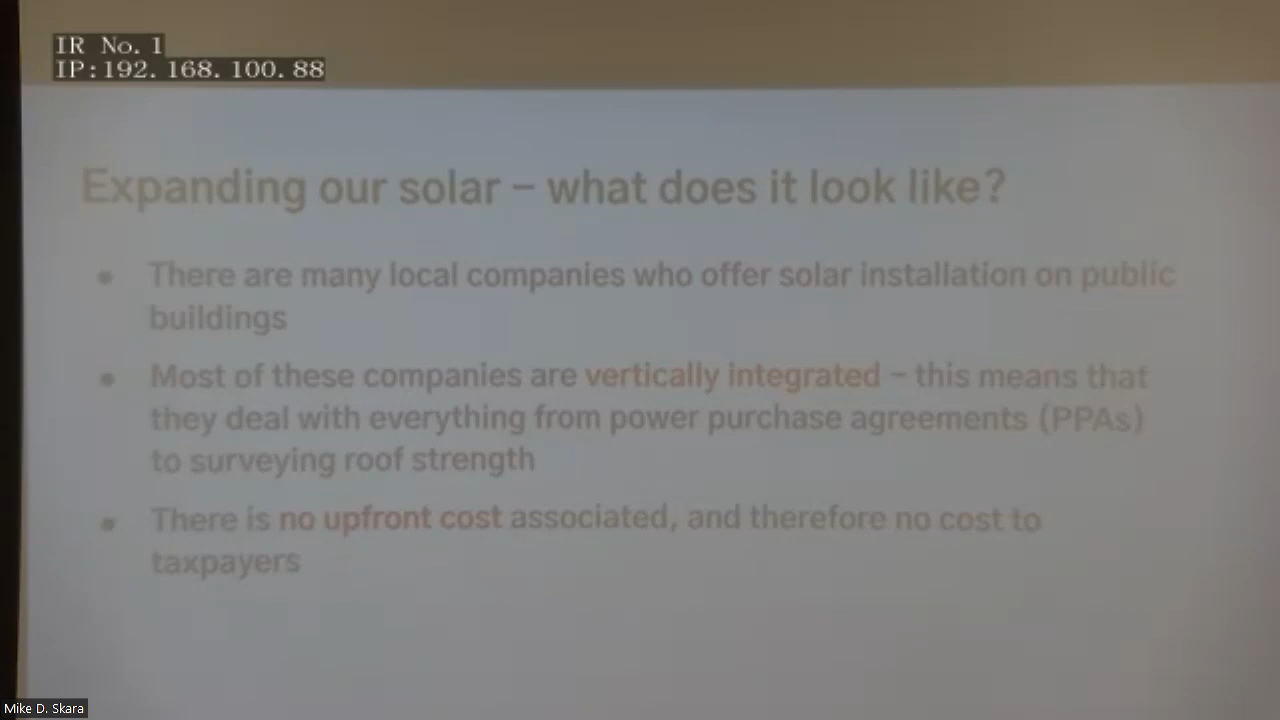 IR No. 1
IP:192. 168. 100. 88
Expanding our solar – what does it look like?
• There are many local companies who offer solar installation on public
buildings
• Most of these companies are vertically integrated – this means that
they deal with everything from power purchase agreements (PPAs)
to surveying roof strength
• There is no upfront cost associated, and therefore no cost to
taxpayers
Mike D. Skara